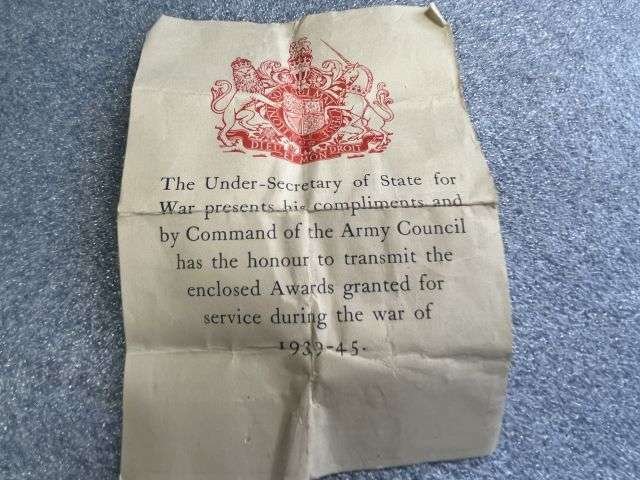 DIEU ET MON DROIT
The Under-Secretary of State for
War presents his compliments and
by Command of the Army Council
has the honour to transmit the
enclosed Awards granted for
service during the war of
1939-45.